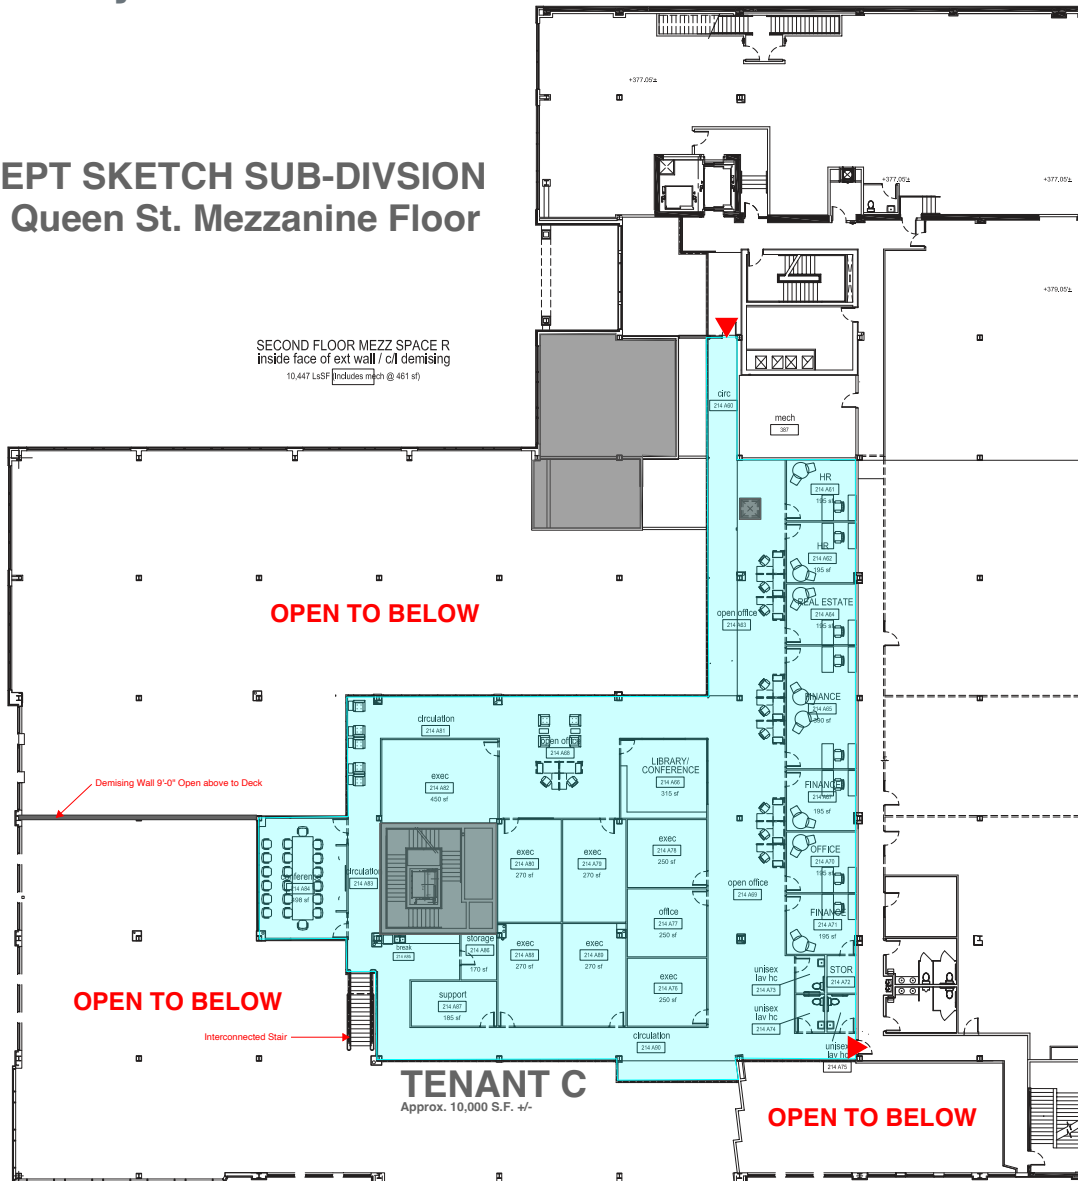 EPT SKETCH SUB-DIVSION
Queen St. Mezzanine Floor
+377.05'±
+377.05'±
+377.05'±
+379.05'±
SECOND FLOOR MEZZ SPACE R
inside face of ext wall / c/l demising
10,447 LsSF (Includes mech @ 461 sf)
circ
214 A60
mech
387
HR
214 A61
195 sf
HR
214 A62
195 sf
open office
214 A63
REAL ESTATE
214 A64
195 sf
FINANCE
214 A65
390 sf
OPEN TO BELOW
circulation
214 A81
open office
214 A68
exec
214 A82
450 sf
LIBRARY/
CONFERENCE
214 A66
315 sf
FINANCE
195 sf
Demising Wall 9'-0" Open above to Deck
exec
214 A80
270 sf
exec
214 A79
270 sf
exec
214 A78
250 sf
OFFICE
214 A70
195 sf
conference
214 A84
398 sf
circulation
214 A83
open office
214 A69
office
214 A77
250 sf
FINANCE
214 A71
195 sf
break
storage
214 A86
170 sf
exec
214 A88
270 sf
exec
214 A89
270 sf
exec
214 A76
250 sf
unisex
lav hc
214 A73
STOR
214 A72
support
214 A87
185 sf
unisex
lav hc
214 A74
OPEN TO BELOW
Interconnected Stair
circulation
214 A90
unisex
lav hc
214 A75
TENANT C
Approx. 10,000 S.F. +/-
OPEN TO BELOW